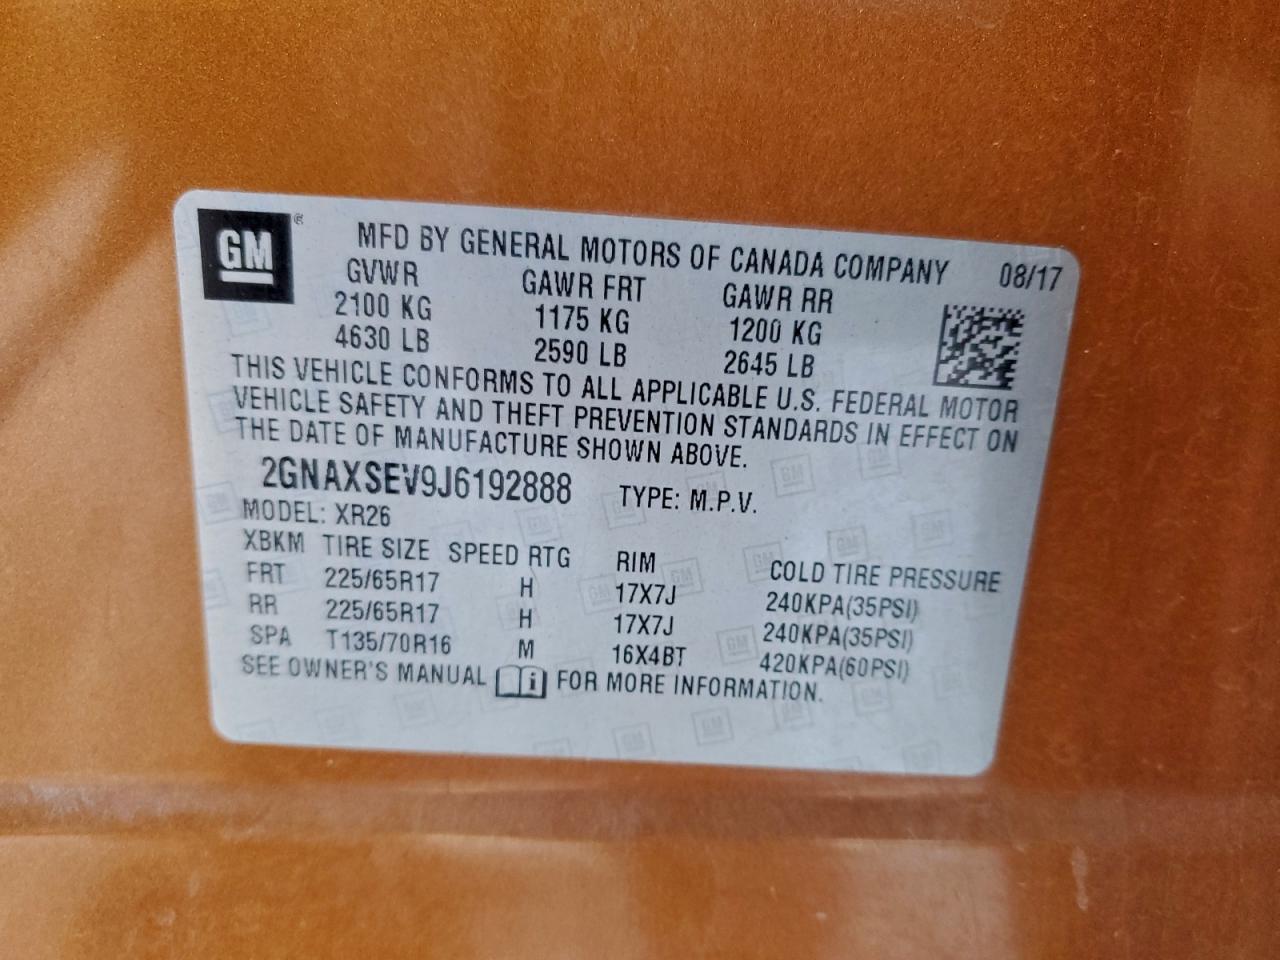 GM ®
MFD BY GENERAL MOTORS OF CANADA COMPANY 08/17
GVWR GAWR FRT GAWR RR
2100 KG 1175 KG 1200 KG
4630 LB 2590 LB 2645 LB
THIS VEHICLE CONFORMS TO ALL APPLICABLE U.S. FEDERAL MOTOR
VEHICLE SAFETY AND THEFT PREVENTION STANDARDS IN EFFECT ON
THE DATE OF MANUFACTURE SHOWN ABOVE.
2GNAXSEV9J6192888 TYPE: M.P.V.
MODEL: XR26
XBKM TIRE SIZE SPEED RTG RIM COLD TIRE PRESSURE
FRT 225/65R17 H 17X7J 240KPA(35PSI)
RR 225/65R17 H 17X7J 240KPA(35PSI)
SPA T135/70R16 M 16X4BT 420KPA(60PSI)
SEE OWNER'S MANUAL i FOR MORE INFORMATION.